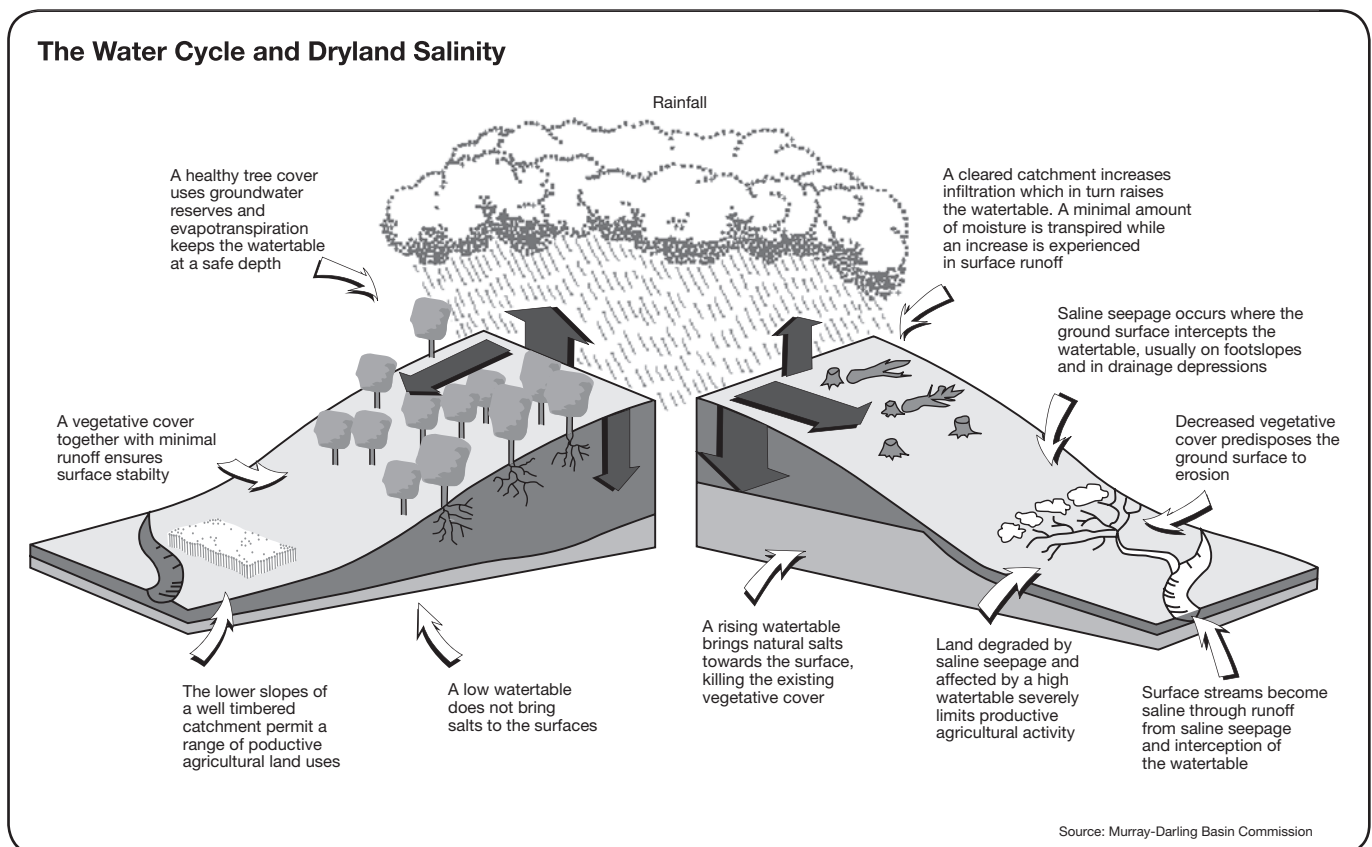 The Water Cycle and Dryland Salinity
Rainfall
A healthy tree cover
uses groundwater
reserves and
evapotranspiration
keeps the watertable
at a safe depth
A cleared catchment increases
infiltration which in turn raises
the watertable. A minimal amount
of moisture is transpired while
an increase is experienced
in surface runoff
Saline seepage occurs where the
ground surface intercepts the
watertable, usually on footslopes
and in drainage depressions
A vegetative cover
together with minimal
runoff ensures
surface stabilty
Decreased vegetative
cover predisposes the
ground surface to
erosion
The lower slopes of
a well timbered
catchment permit a
range of poductive
agricultural land uses
A low watertable
does not bring
salts to the surfaces
A rising watertable
brings natural salts
towards the surface,
killing the existing
vegetative cover
Land degraded by
saline seepage and
affected by a high
watertable severely
limits productive
agricultural activity
Surface streams become
saline through runoff
from saline seepage
and interception of
the watertable
Source: Murray-Darling Basin Commission